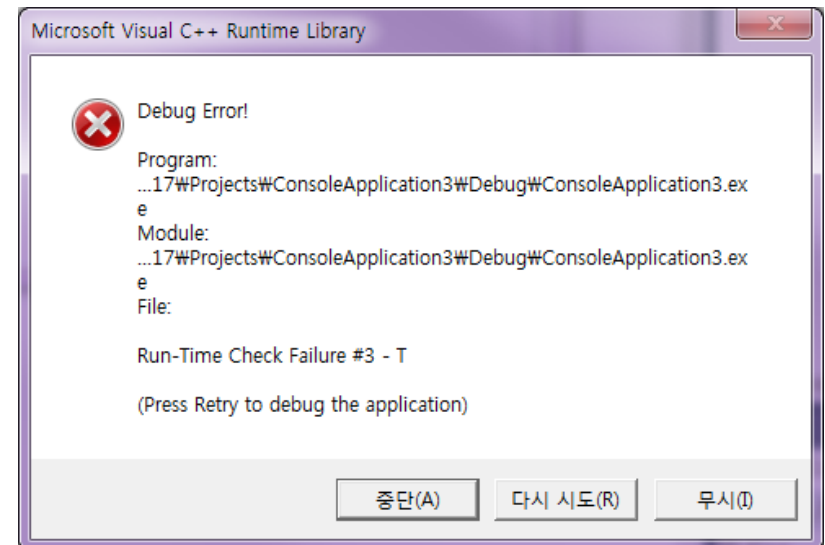 Microsoft Visual C++ Runtime Library
Debug Error!
Program:
...17₩Projects₩ConsoleApplication3₩Debug₩ConsoleApplication3.ex
e
Module:
...17₩Projects₩ConsoleApplication3₩Debug₩ConsoleApplication3.ex
e
File:
Run-Time Check Failure #3 - T
(Press Retry to debug the application)
중단(A) 다시 시도(R) 무시(I)